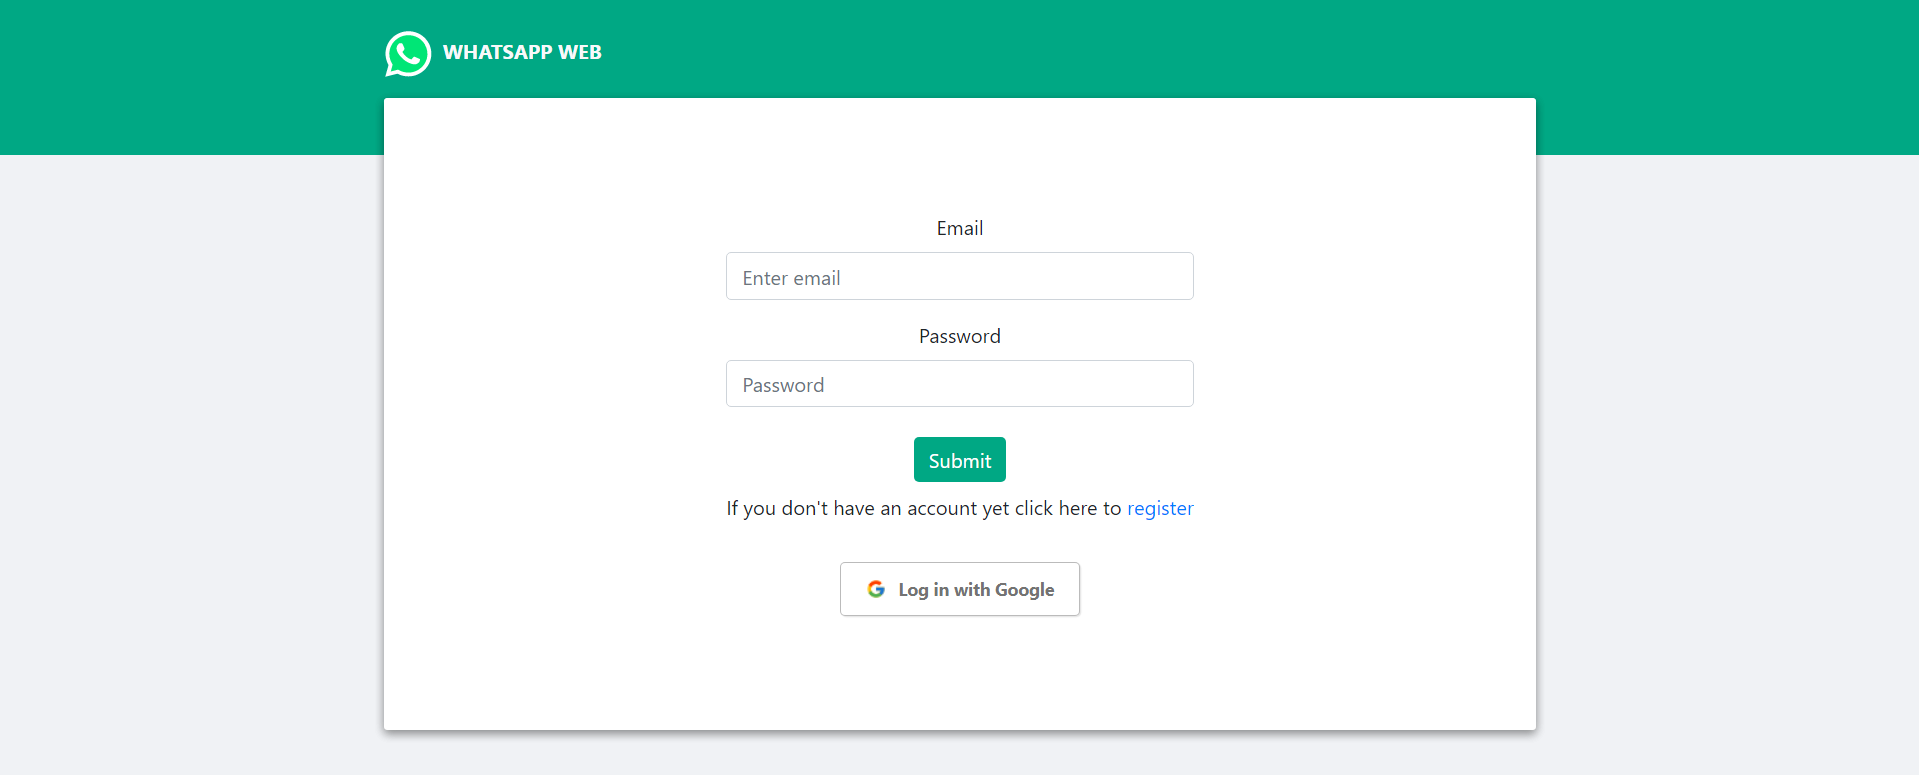 WHATSAPP WEB
Email
Enter email
Password
Password
Submit
If you don't have an account yet click here to register
Log in with Google